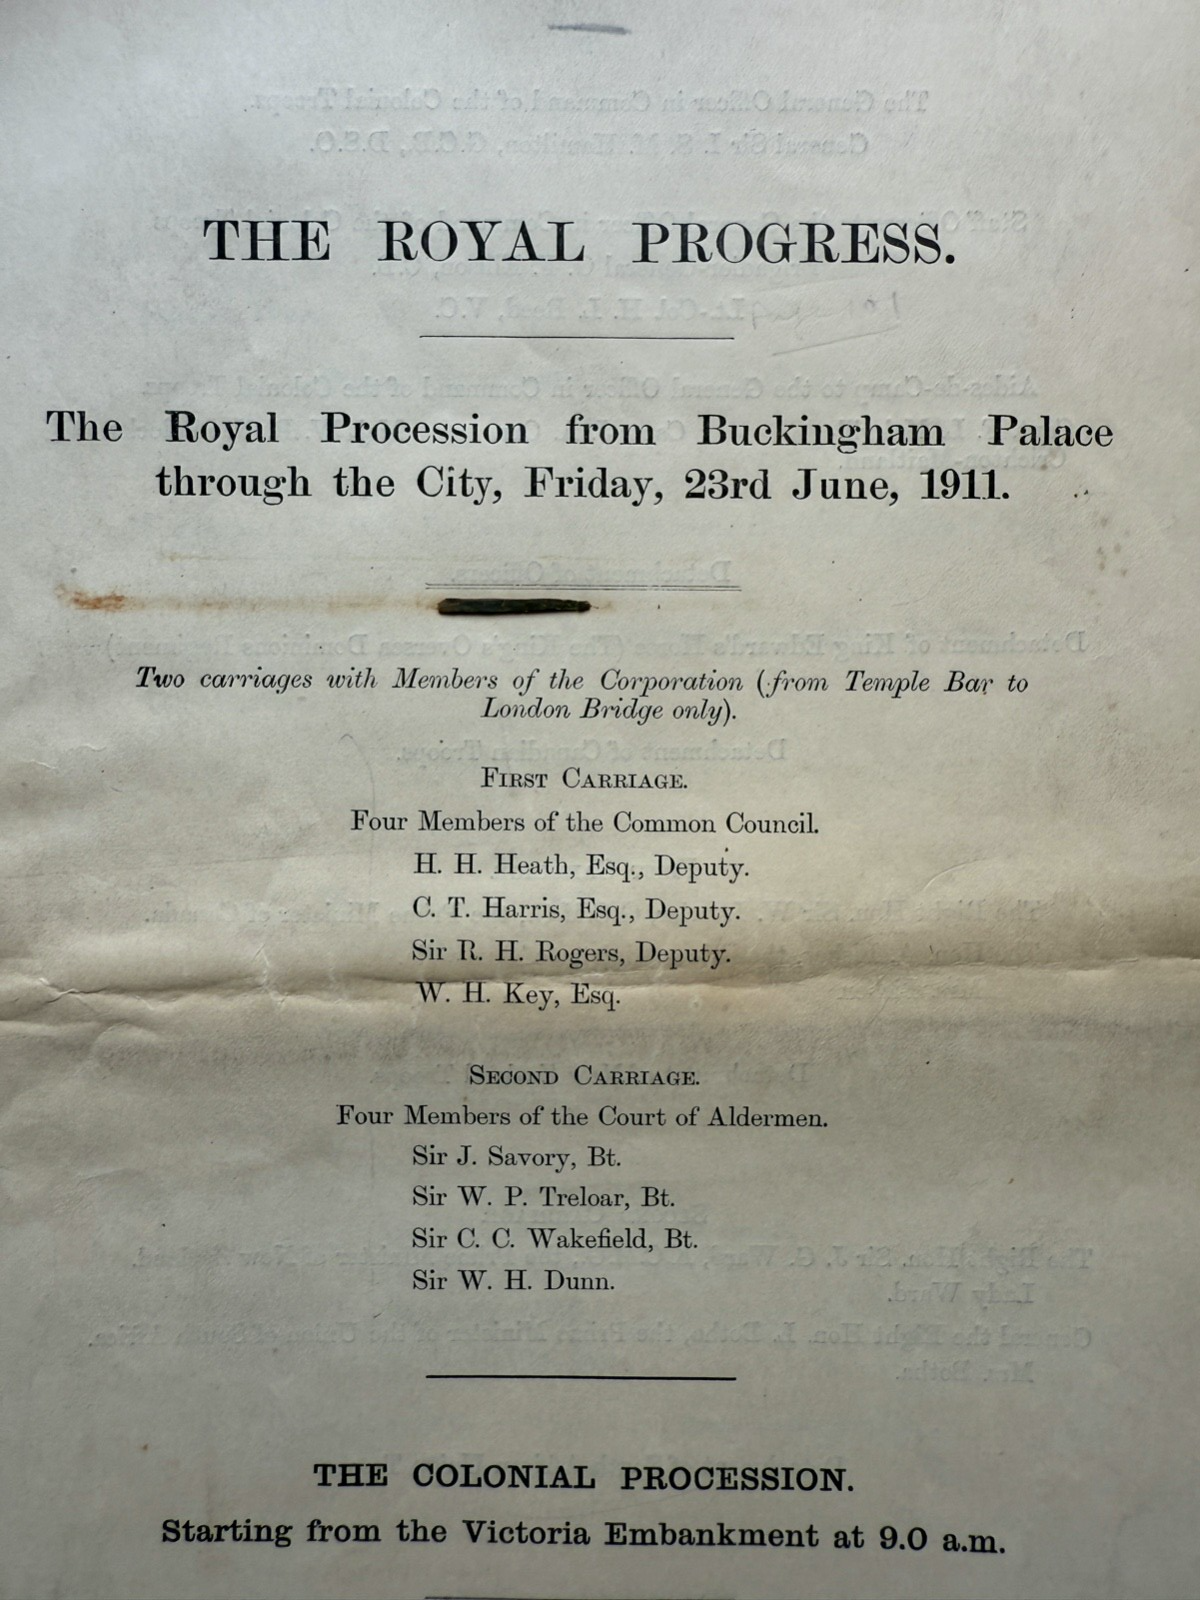 THE ROYAL PROGRESS.
The Royal Procession from Buckingham Palace
through the City, Friday, 23rd June, 1911.
Two carriages with Members of the Corporation (from Temple Bar to
London Bridge only).
FIRST CARRIAGE.
Four Members of the Common Council.
H. H. Heath, Esq., Deputy.
C. T. Harris, Esq., Deputy.
Sir R. H. Rogers, Deputy.
W. H. Key, Esq.
SECOND CARRIAGE.
Four Members of the Court of Aldermen.
Sir J. Savory, Bt.
Sir W. P. Treloar, Bt.
Sir C. C. Wakefield, Bt.
Sir W. H. Dunn.
THE COLONIAL PROCESSION.
Starting from the Victoria Embankment at 9.0 a.m.